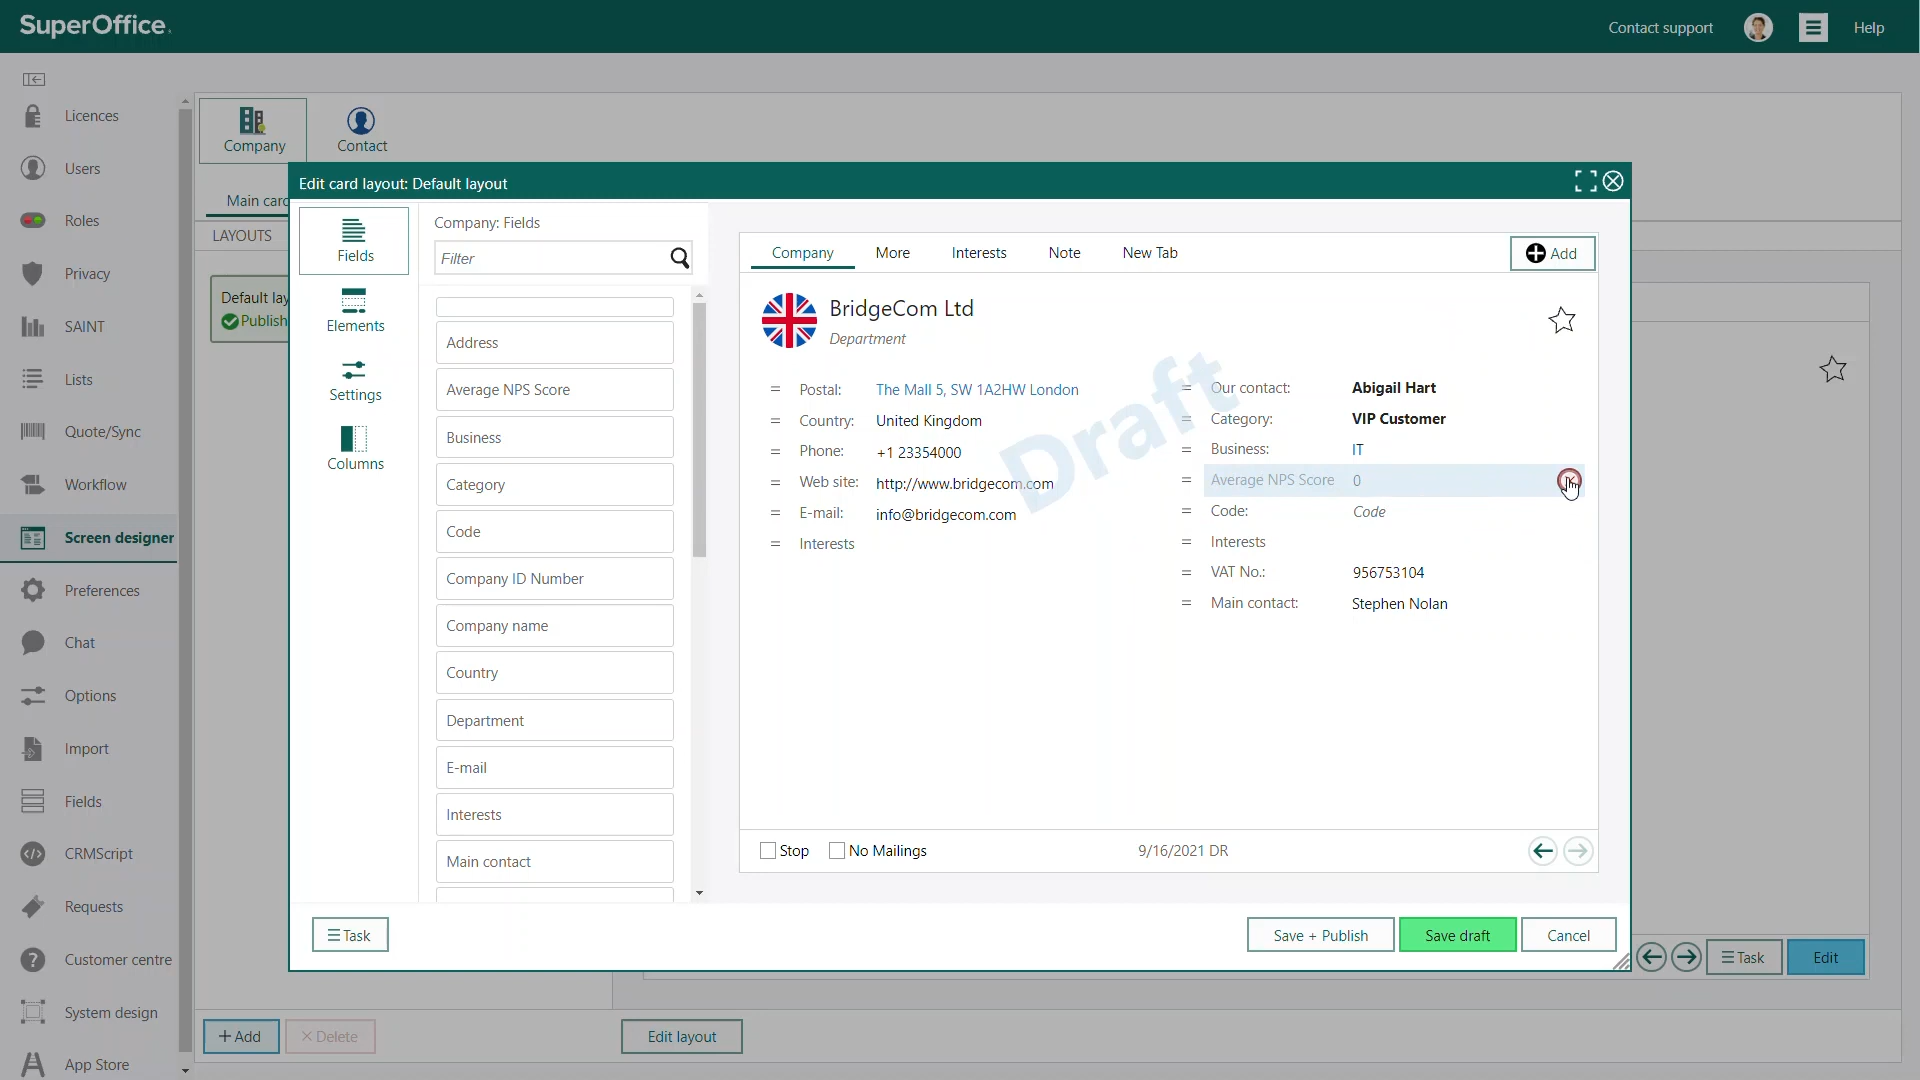 SuperOffice.
Contact support
Help
Licences
Users
Roles
Privacy
SAINT
Lists
Quote/Sync
Workflow
Screen designer
Preferences
Chat
Options
Import
Fields
CRMScript
Requests
Customer centre
System design
App Store
Company
Contact
Main card
LAYOUTS
Default lay
Publish
Edit card layout: Default layout
Fields
Elements
Settings
Columns
Company: Fields
Filter
Address
Average NPS Score
Business
Category
Code
Company ID Number
Company name
Country
Department
E-mail
Interests
Main contact
Company
More
Interests
Note
New Tab
Add
BridgeCom Ltd
Department
Draft
Postal: The Mall 5, SW 1A2HW London
Country: United Kingdom
Phone: +1 23354000
Web site: http://www.bridgecom.com
E-mail: info@bridgecom.com
Interests
Our contact: Abigail Hart
Category: VIP Customer
Business: IT
Average NPS Score 0
Code: Code
Interests
VAT No.: 956753104
Main contact: Stephen Nolan
Stop
No Mailings
9/16/2021 DR
Task
Save + Publish
Save draft
Cancel
Task
Edit
+ Add
× Delete
Edit layout